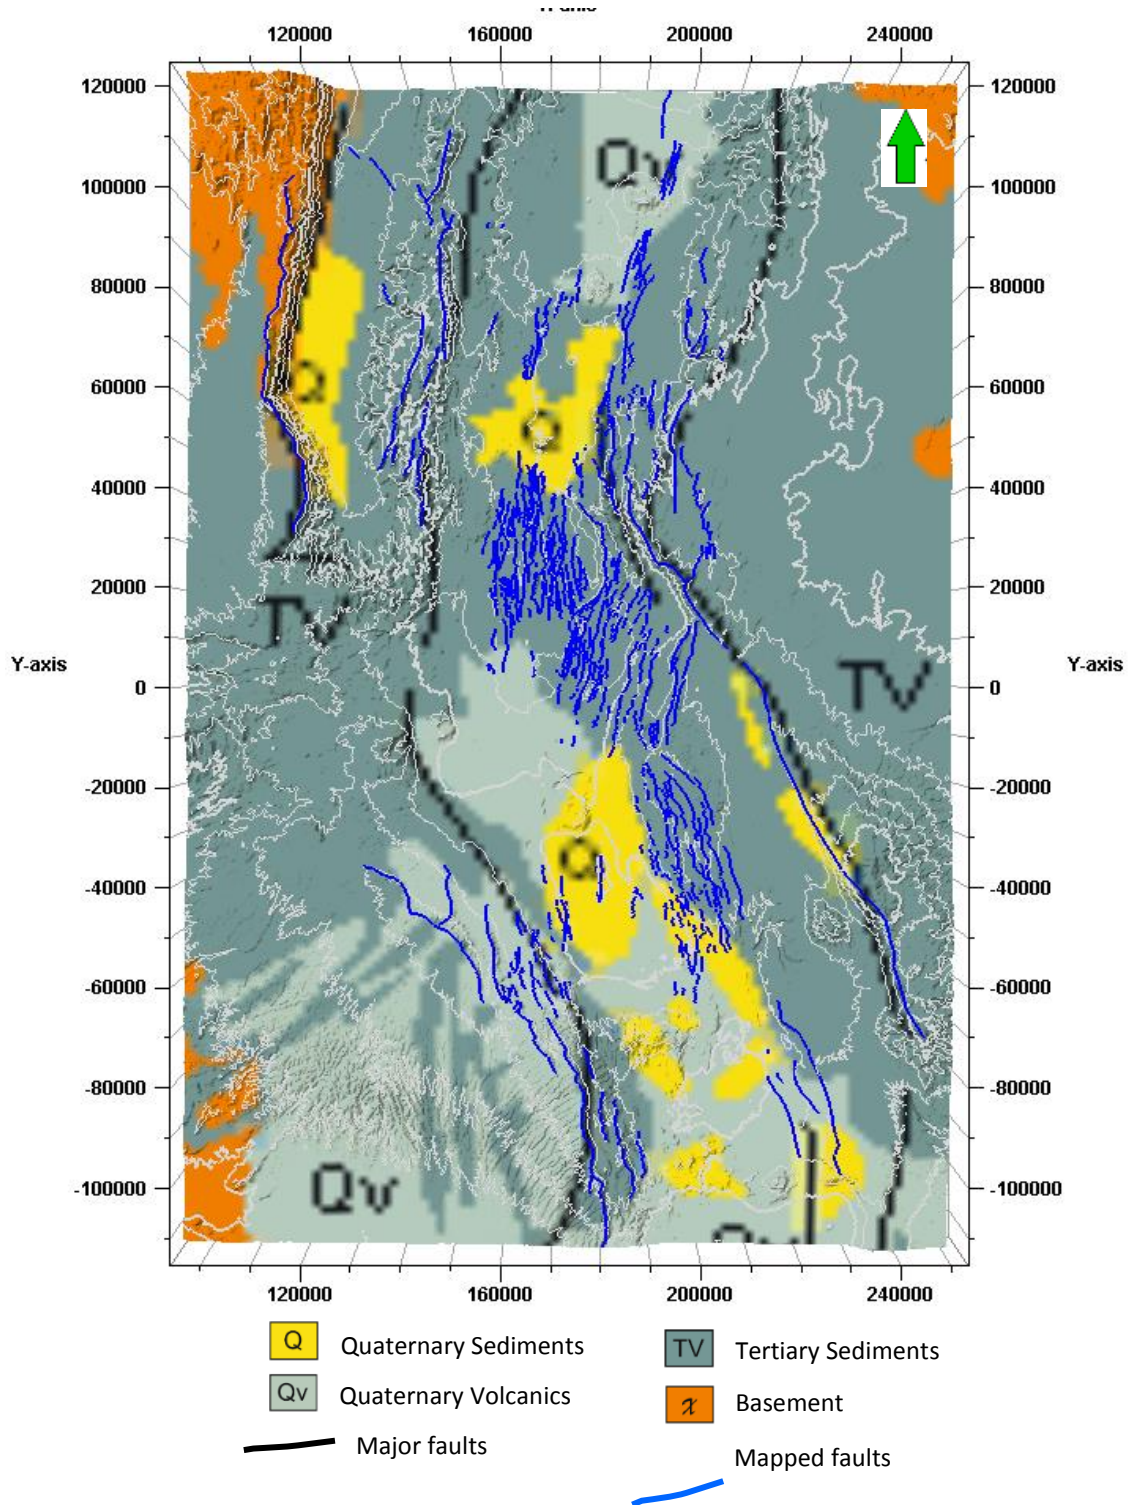 120000 160000 200000 240000
120000 120000
Qv
100000 100000
80000 80000
Q
60000 60000
Q
40000 40000
20000 20000
TV
Y-axis TV Y-axis
0 0
-20000 -20000
Q
-40000 -40000
-60000 -60000
-80000 -80000
Qv
-100000 -100000
120000 160000 200000 240000
Q Quaternary Sediments TV Tertiary Sediments
Qv Quaternary Volcanics x Basement
Major faults
Mapped faults